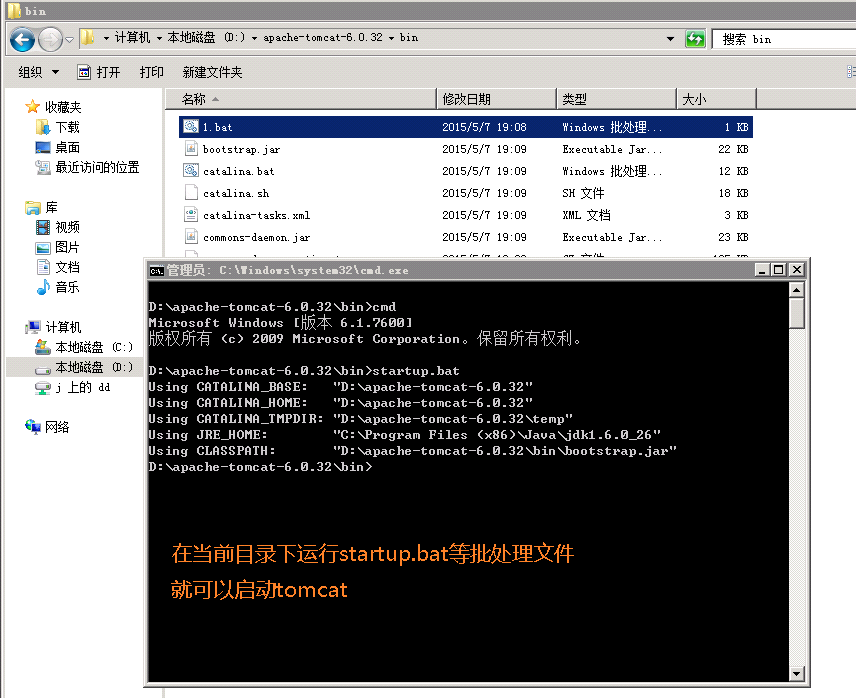 bin
计算机 本地磁盘 (D:) apache-tomcat-6.0.32 bin
搜索 bin
组织 打开 打印 新建文件夹
名称 修改日期 类型 大小
收藏夹
下载
桌面
最近访问的位置
库
视频
图片
文档
音乐
计算机
本地磁盘 (C:)
本地磁盘 (D:)
j 上的 dd
网络
1.bat 2015/5/7 19:08 Windows 批处理... 1 KB
bootstrap.jar 2015/5/7 19:09 Executable Jar... 22 KB
catalina.bat 2015/5/7 19:09 Windows 批处理... 12 KB
catalina.sh 2015/5/7 19:09 SH 文件 18 KB
catalina-tasks.xml 2015/5/7 19:09 XML 文档 3 KB
commons-daemon.jar 2015/5/7 19:09 Executable Jar... 23 KB
管理员: C:\Windows\system32\cmd.exe
D:\apache-tomcat-6.0.32\bin>cmd
Microsoft Windows [版本 6.1.7600]
版权所有 (c) 2009 Microsoft Corporation。保留所有权利。
D:\apache-tomcat-6.0.32\bin>startup.bat
Using CATALINA_BASE: "D:\apache-tomcat-6.0.32"
Using CATALINA_HOME: "D:\apache-tomcat-6.0.32"
Using CATALINA_TMPDIR: "D:\apache-tomcat-6.0.32\temp"
Using JRE_HOME: "C:\Program Files (x86)\Java\jdk1.6.0_26"
Using CLASSPATH: "D:\apache-tomcat-6.0.32\bin\bootstrap.jar"
D:\apache-tomcat-6.0.32\bin>
在当前目录下运行startup.bat等批处理文件
就可以启动tomcat